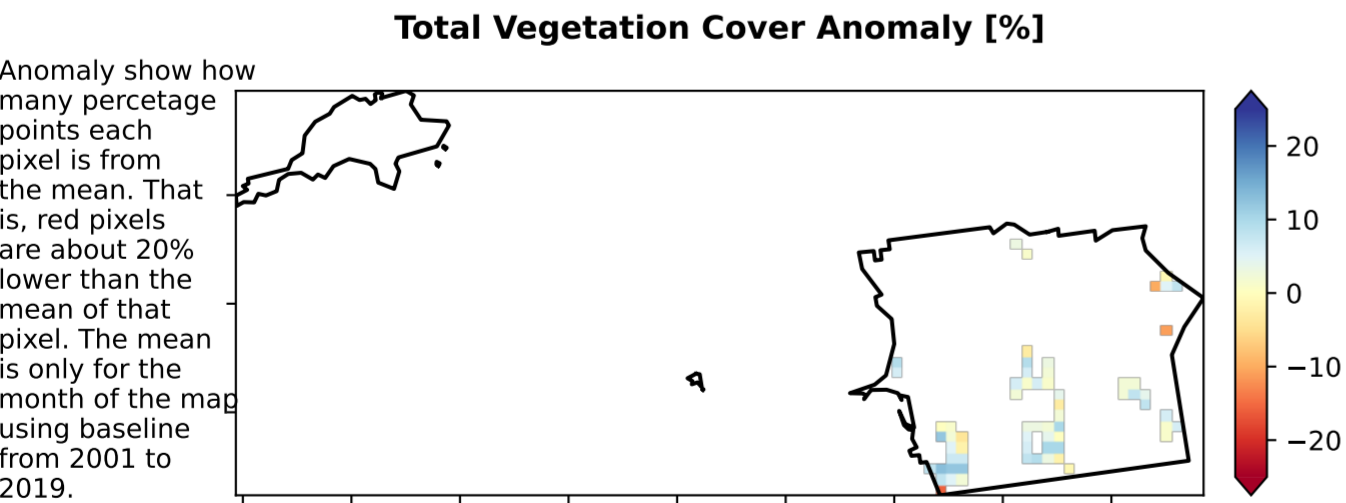 Total Vegetation Cover Anomaly [%]
Anomaly show how
many percetage
points each
pixel is from
the mean. That
is, red pixels
are about 20%
lower than the
mean of that
pixel. The mean
is only for the
month of the map
using baseline
from 2001 to
2019.
20
10
0
−10
−20